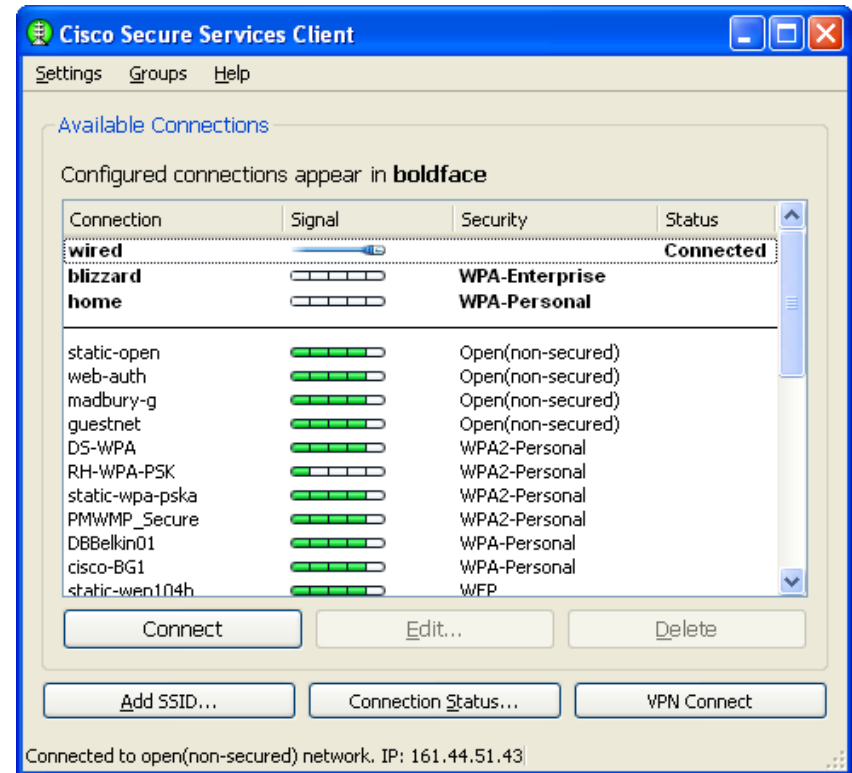 Cisco Secure Services Client
Settings Groups Help
Available Connections
Configured connections appear in boldface
Connection Signal Security Status
wired Connected
blizzard WPA-Enterprise
home WPA-Personal
static-open Open(non-secured)
web-auth Open(non-secured)
madbury-g Open(non-secured)
guestnet Open(non-secured)
DS-WPA WPA2-Personal
RH-WPA-PSK WPA2-Personal
static-wpa-pska WPA2-Personal
PMWMP_Secure WPA2-Personal
DBBelkin01 WPA-Personal
cisco-BG1 WPA-Personal
static-wep104h WEP
Connect Edit... Delete
Add SSID... Connection Status... VPN Connect
Connected to open(non-secured) network. IP: 161.44.51.43